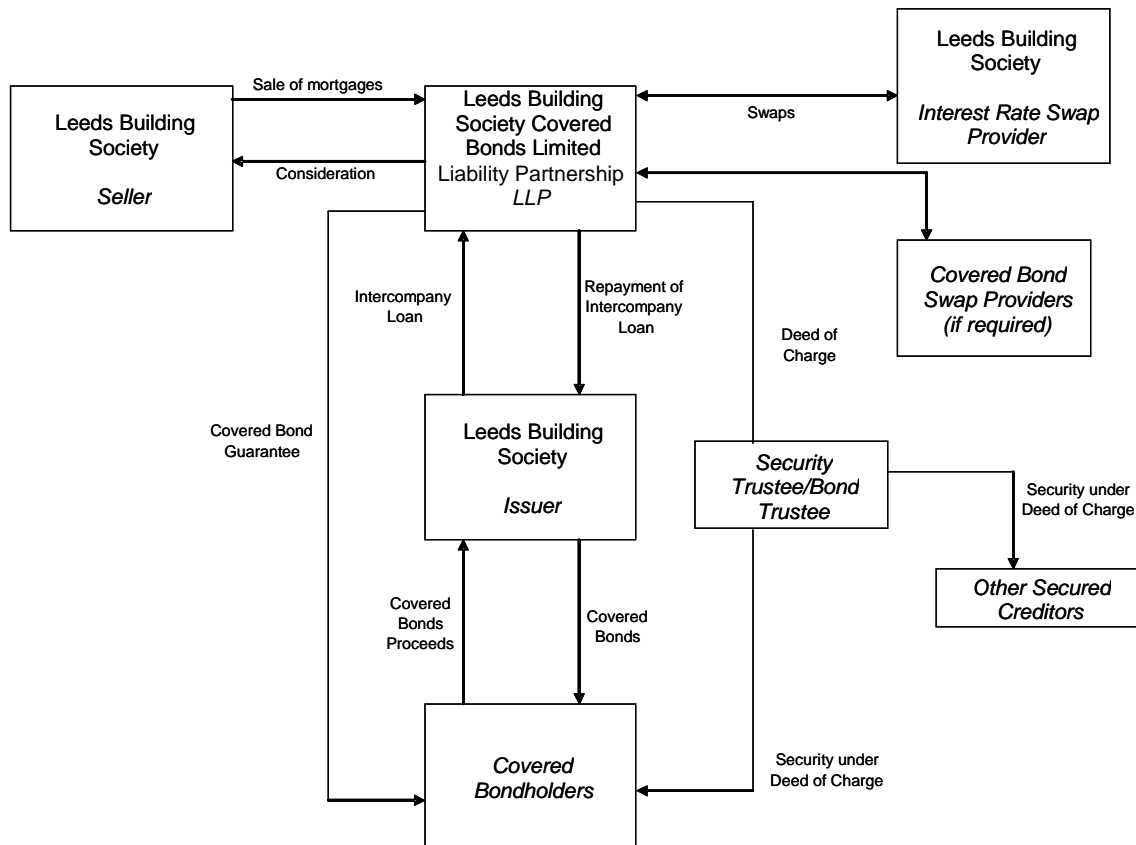 Leeds Building
Society
Seller
Sale of mortgages
Consideration
Leeds Building
Society Covered
Bonds Limited
Liability Partnership
LLP
Swaps
Leeds Building
Society
Interest Rate Swap
Provider
Covered Bond
Swap Providers
(if required)
Intercompany
Loan
Repayment of
Intercompany
Loan
Deed of
Charge
Covered Bond
Guarantee
Leeds Building
Society
Issuer
Security
Trustee/Bond
Trustee
Security under
Deed of Charge
Other Secured
Creditors
Covered
Bonds
Proceeds
Covered
Bonds
Covered
Bondholders
Security under
Deed of Charge